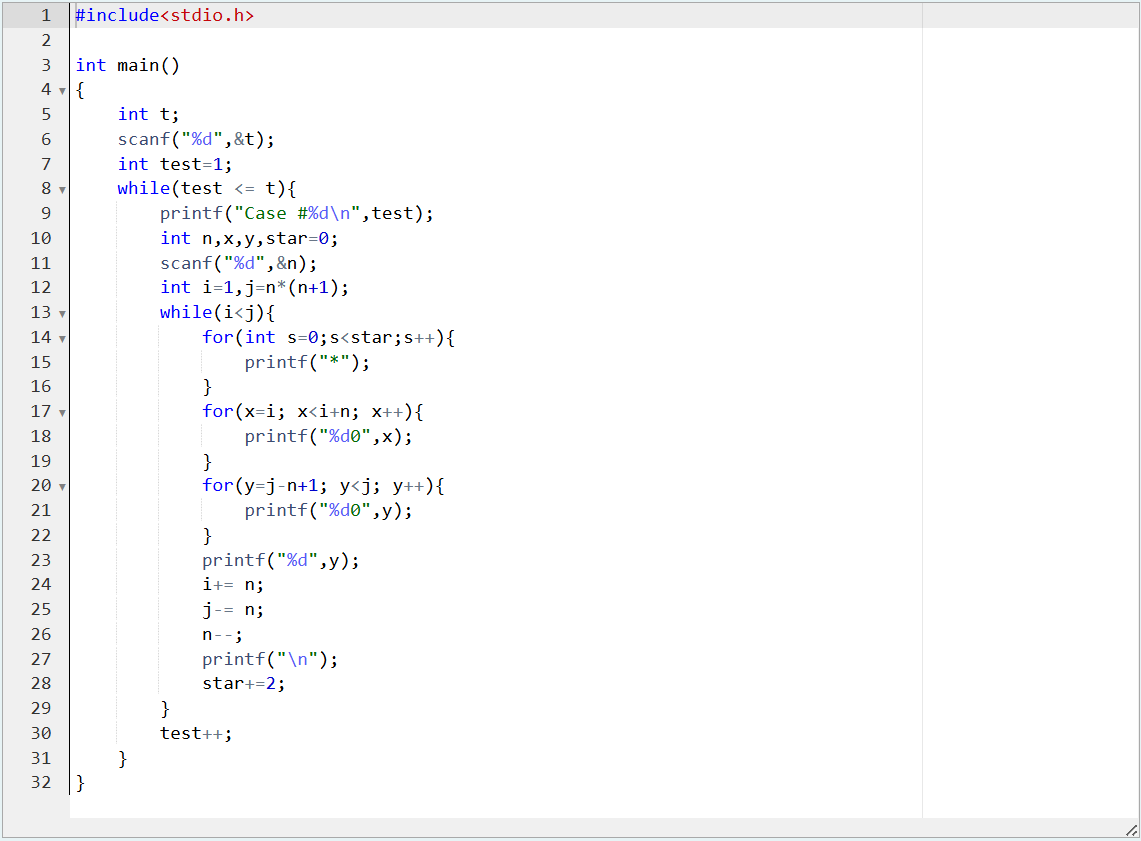 1 #include<stdio.h>
2
3 int main()
4 {
5     int t;
6     scanf("%d",&t);
7     int test=1;
8     while(test <= t){
9         printf("Case #%d\n",test);
10         int n,x,y,star=0;
11         scanf("%d",&n);
12         int i=1,j=n*(n+1);
13         while(i<j){
14             for(int s=0;s<star;s++){
15                 printf("*");
16             }
17             for(x=i; x<i+n; x++){
18                 printf("%d0",x);
19             }
20             for(y=j-n+1; y<j; y++){
21                 printf("%d0",y);
22             }
23             printf("%d",y);
24             i+= n;
25             j-= n;
26             n--;
27             printf("\n");
28             star+=2;
29         }
30         test++;
31     }
32 }